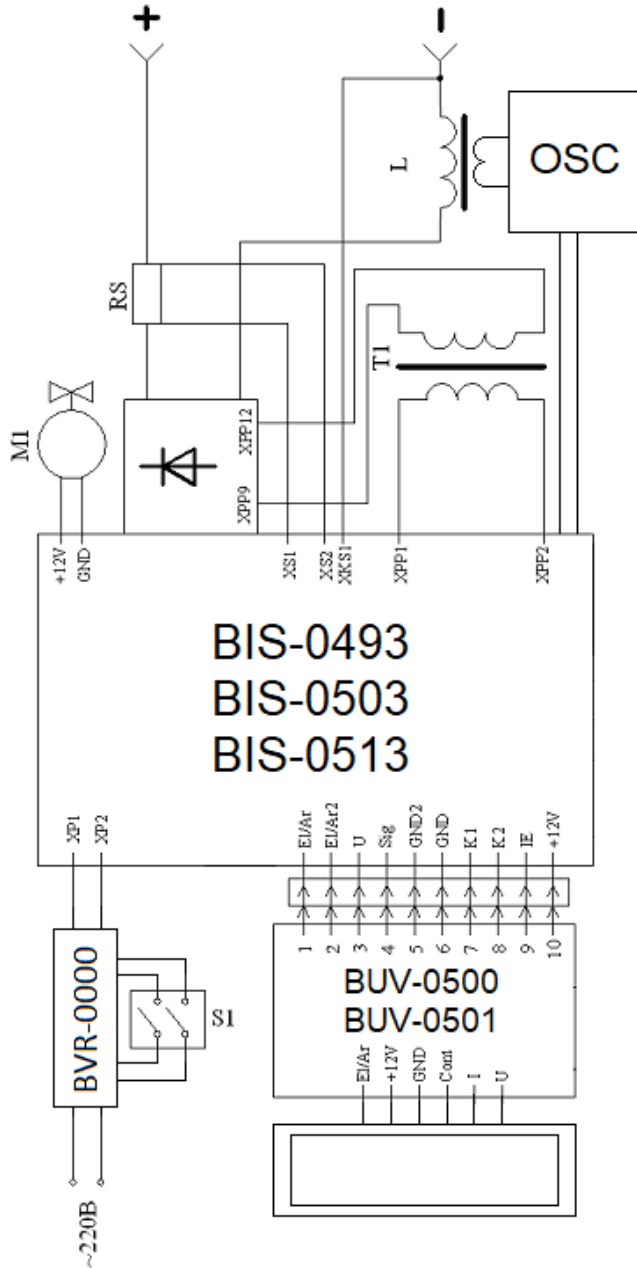 +
-
M1
RS
L
OSC
T1
+12V
GND
XPP9
XPP12
XS1
XS2
XKS1
XPP1
XPP2
BIS-0493
BIS-0503
BIS-0513
XP1
XP2
El/Ar
El/Ar2
U
Sig
GND2
GND
K1
K2
IE
+12V
BVR-0000
S1
1
2
3
4
5
6
7
8
9
10
BUV-0500
BUV-0501
El/Ar
+12V
GND
Cont
I
U
~220В